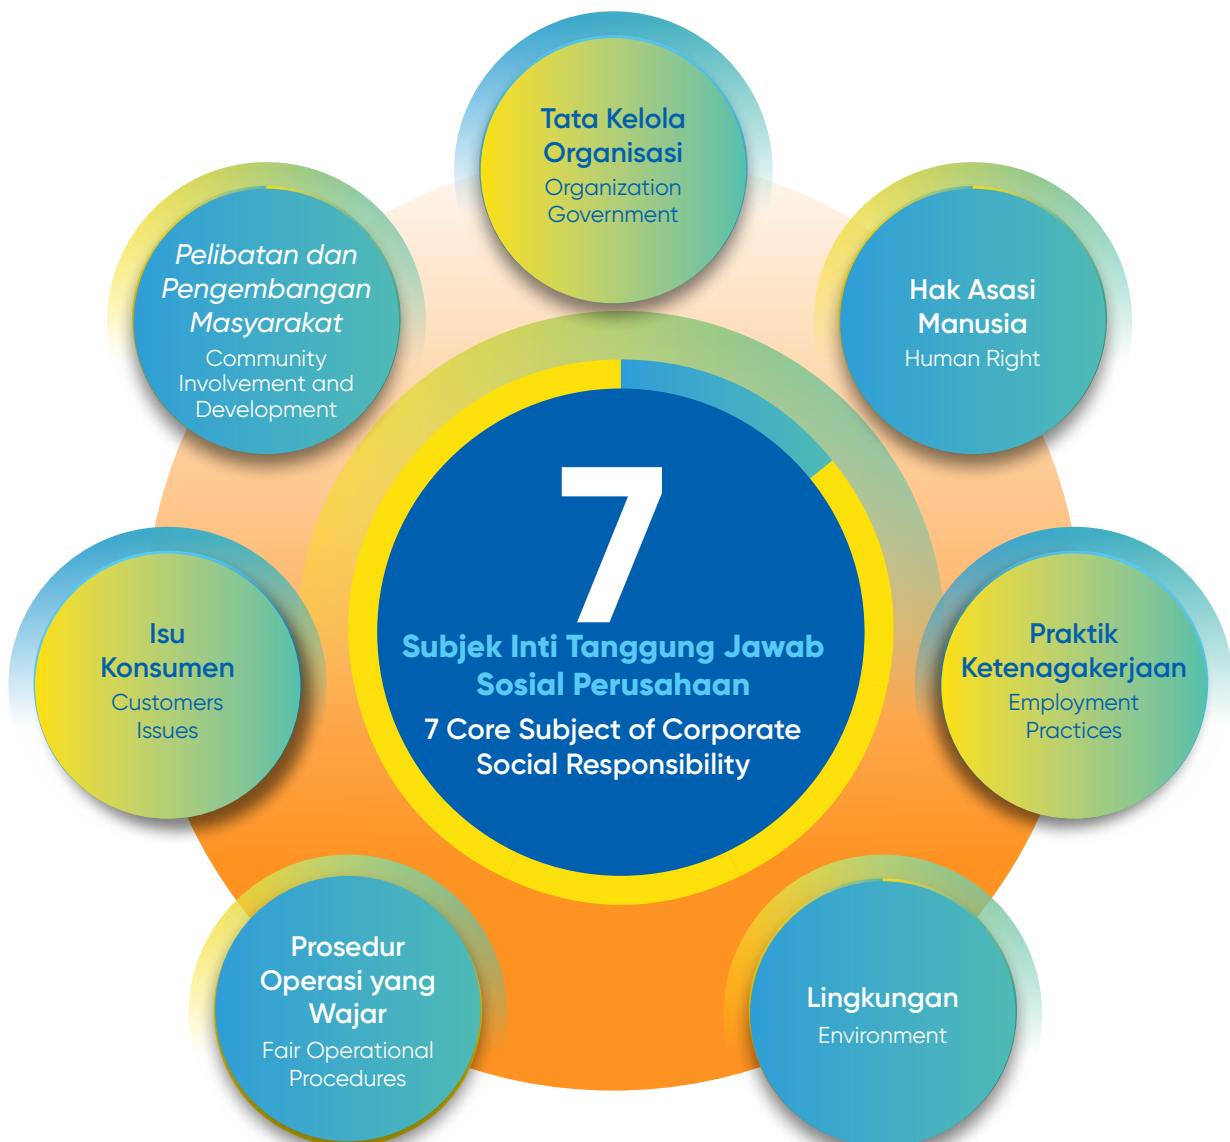 Tata Kelola
Organisasi
Organization
Government
Hak Asasi
Manusia
Human Right
Praktik
Ketenagakerjaan
Employment
Practices
Lingkungan
Environment
Prosedur
Operasi yang
Wajar
Fair Operational
Procedures
Isu
Konsumen
Customers
Issues
Pelibatan dan
Pengembangan
Masyarakat
Community
Involvement and
Development
7
Subjek Inti Tanggung Jawab
Sosial Perusahaan
7 Core Subject of Corporate
Social Responsibility